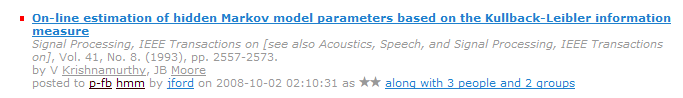 On-line estimation of hidden Markov model parameters based on the Kullback-Leibler information
measure
Signal Processing, IEEE Transactions on [see also Acoustics, Speech, and Signal Processing, IEEE Transactions
on], Vol. 41, No. 8. (1993), pp. 2557-2573.
by V Krishnamurthy, JB Moore
posted to p-fb hmm by jford on 2008-10-02 02:10:31 as ★★ along with 3 people and 2 groups